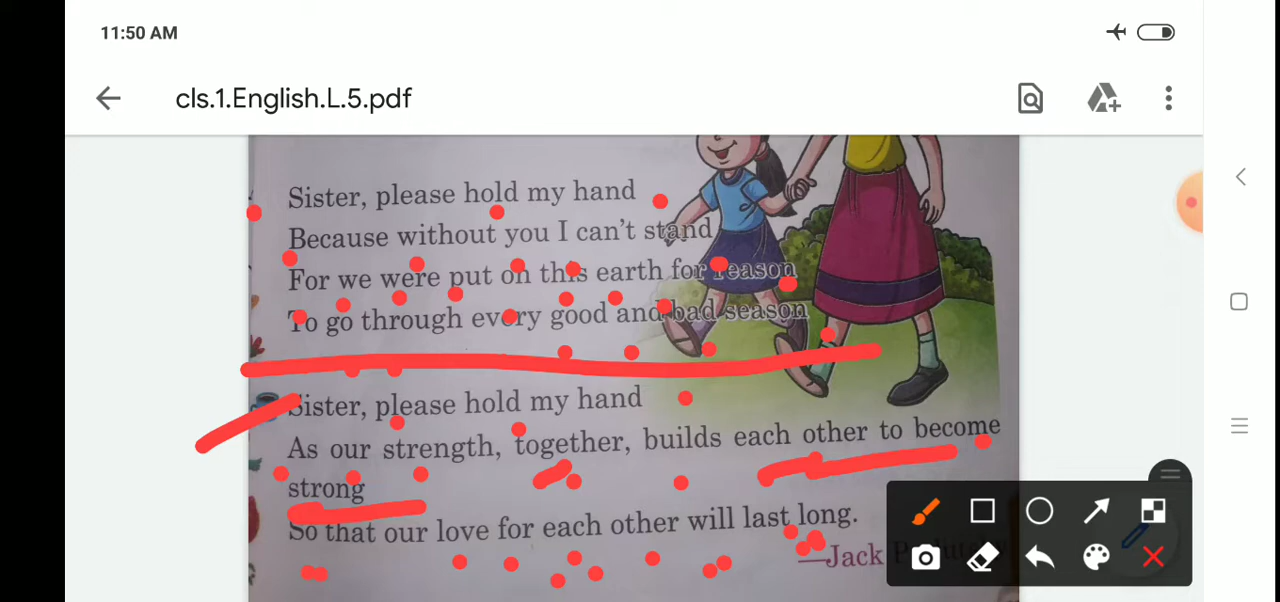 11:50 AM
cls.1.English.L.5.pdf
Sister, please hold my hand
Because without you I can't stand
For we were put on this earth for reason
To go through every good and bad season
Sister, please hold my hand
As our strength, together, builds each other to become
strong
So that our love for each other will last long.
—Jack